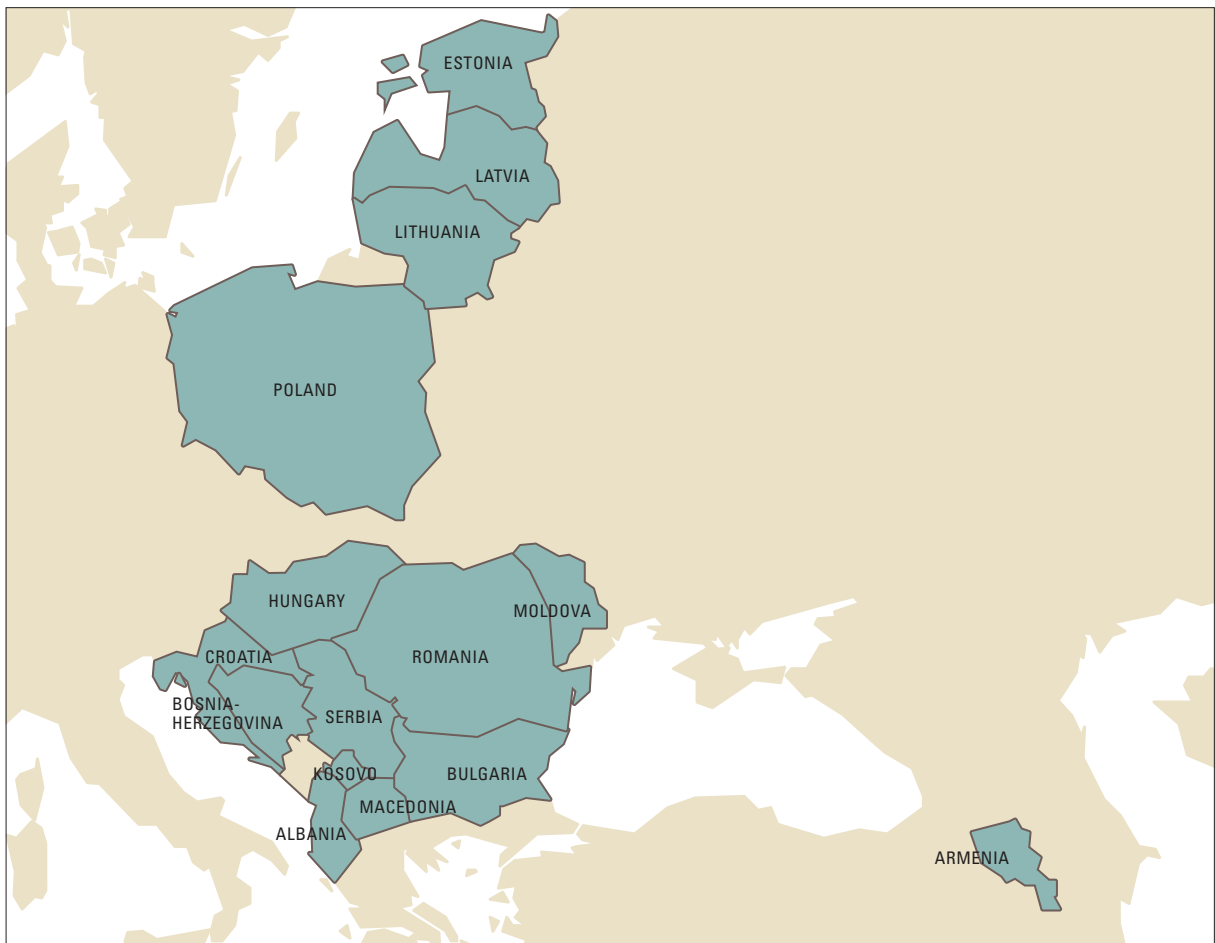 ESTONIA
LATVIA
LITHUANIA
POLAND
HUNGARY
MOLDOVA
CROATIA
ROMANIA
BOSNIA-
HERZEGOVINA
SERBIA
KOSOVO
BULGARIA
MACEDONIA
ALBANIA
ARMENIA